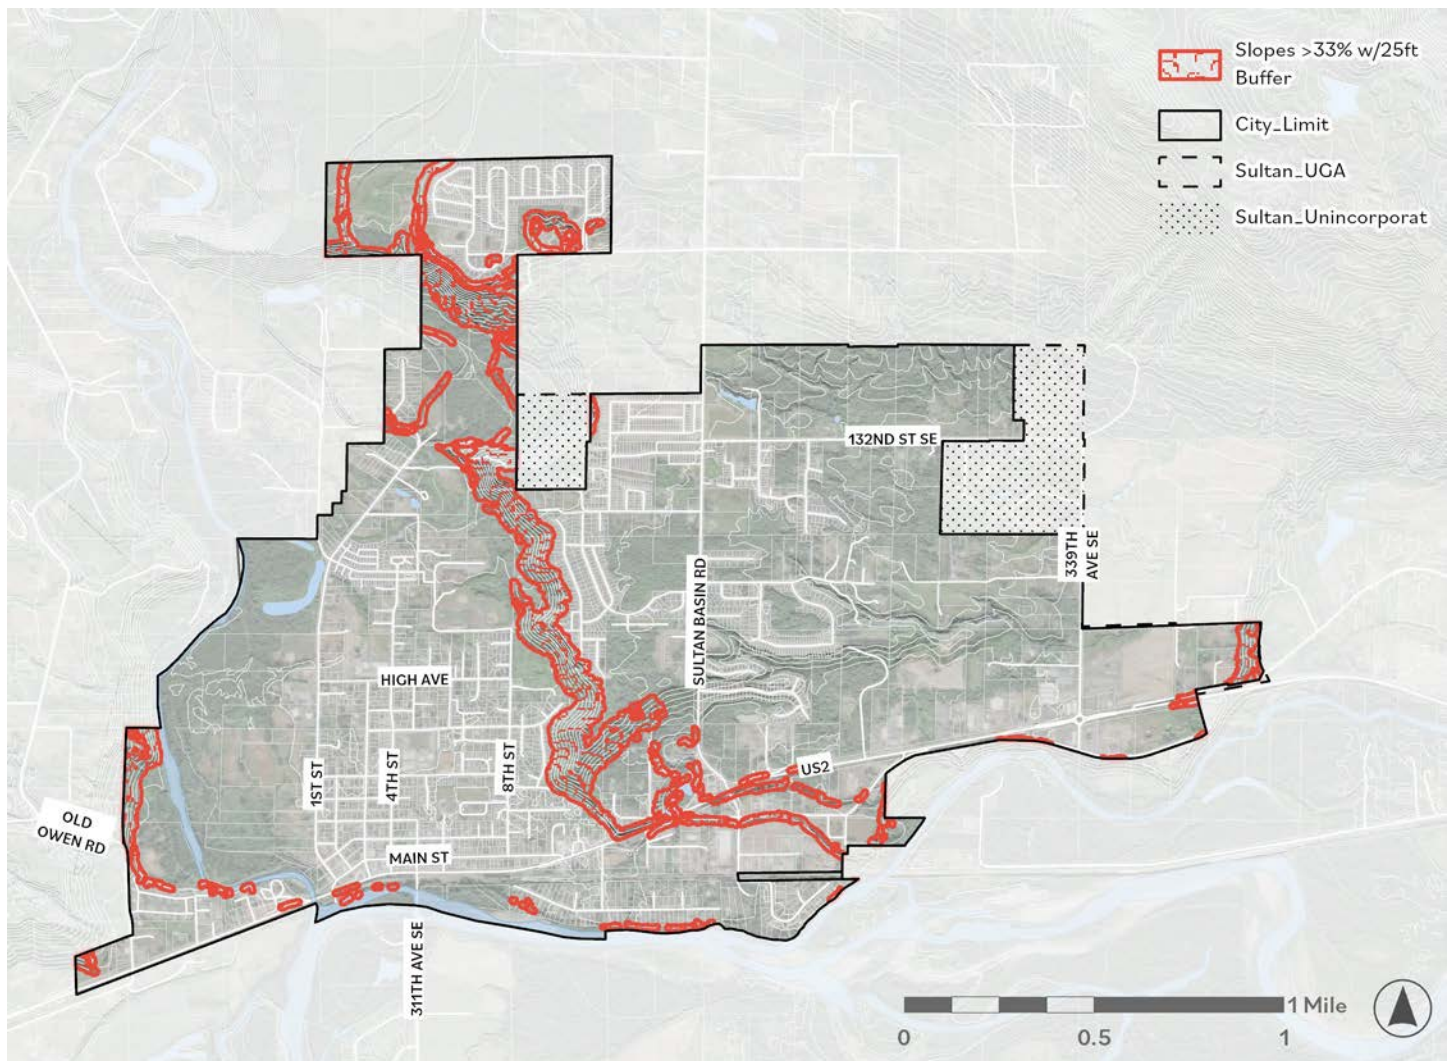 Slopes >33% w/25ft
Buffer
City_Limit
Sultan_UGA
Sultan_Unincorporat
132ND ST SE
339TH
AVE SE
SULTAN BASIN RD
HIGH AVE
1ST ST
4TH ST
8TH ST
US2
OLD
OWEN RD
MAIN ST
311TH AVE SE
1 Mile
0
0.5
1